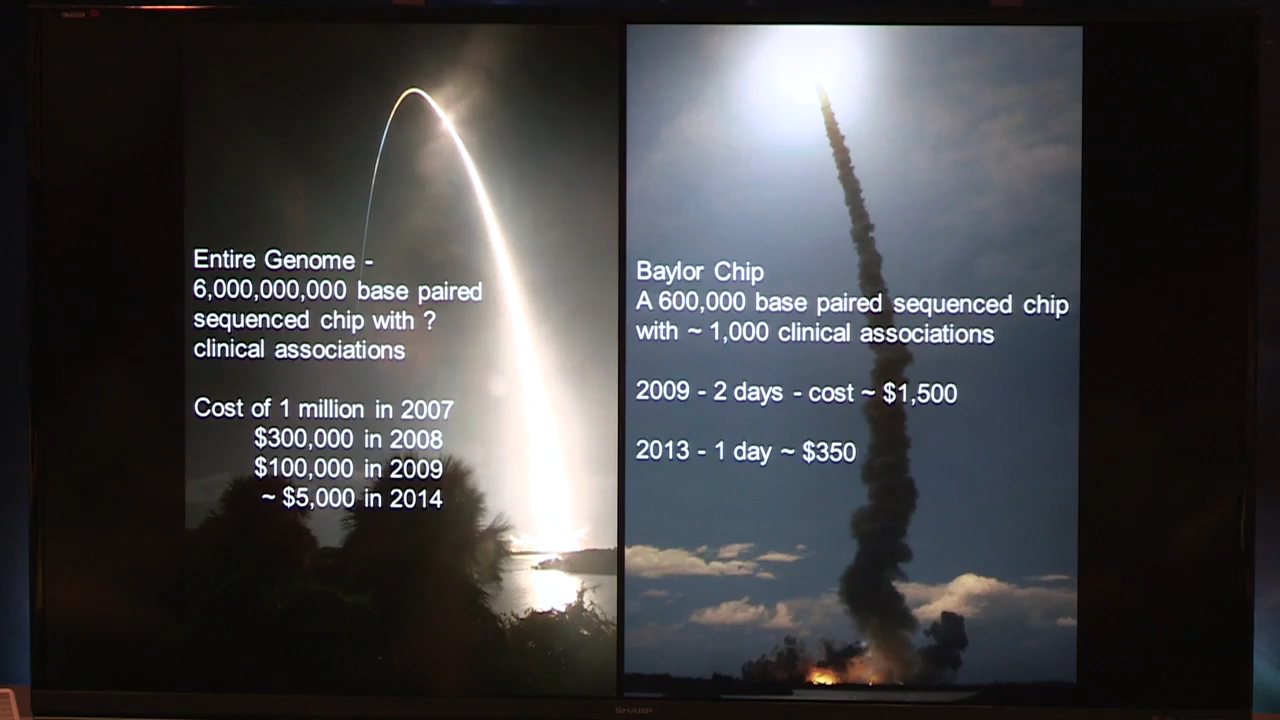 Entire Genome -
6,000,000,000 base paired
sequenced chip with ?
clinical associations
Cost of 1 million in 2007
$300,000 in 2008
$100,000 in 2009
~ $5,000 in 2014
Baylor Chip
A 600,000 base paired sequenced chip
with ~ 1,000 clinical associations
2009 - 2 days - cost ~ $1,500
2013 - 1 day ~ $350
SHARP